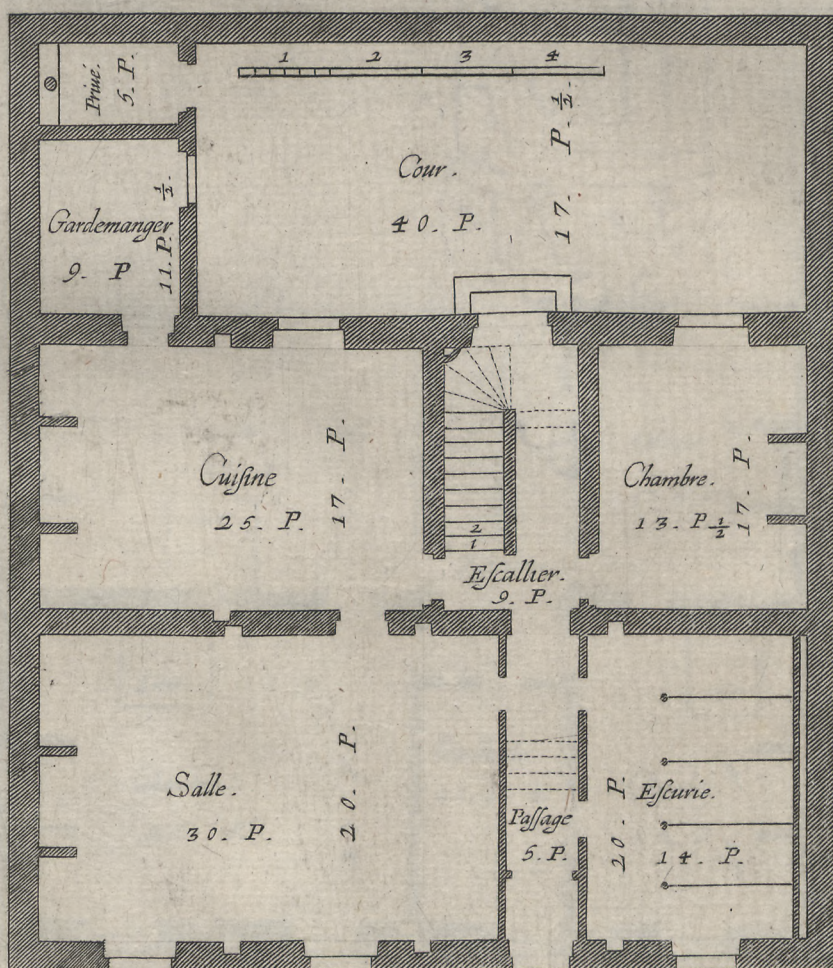 1 2 3 4
Priué.
5. P.
Cour.
40. P.
17. P. 1/2.
Gardemanger
9. P
11. P. 1/2.
Cuiſine
25. P.
17. P.
2
1
Eſcallier.
9. P.
Chambre.
13. P 1/2
17. P.
Salle.
30. P.
20. P.
Paſſage
5. P.
Eſcurie.
14. P.
20. P.